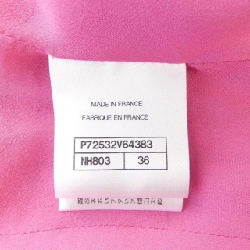 MADE IN FRANCE
FABRIQUE EN FRANCE
P72532V64383
NH803 36